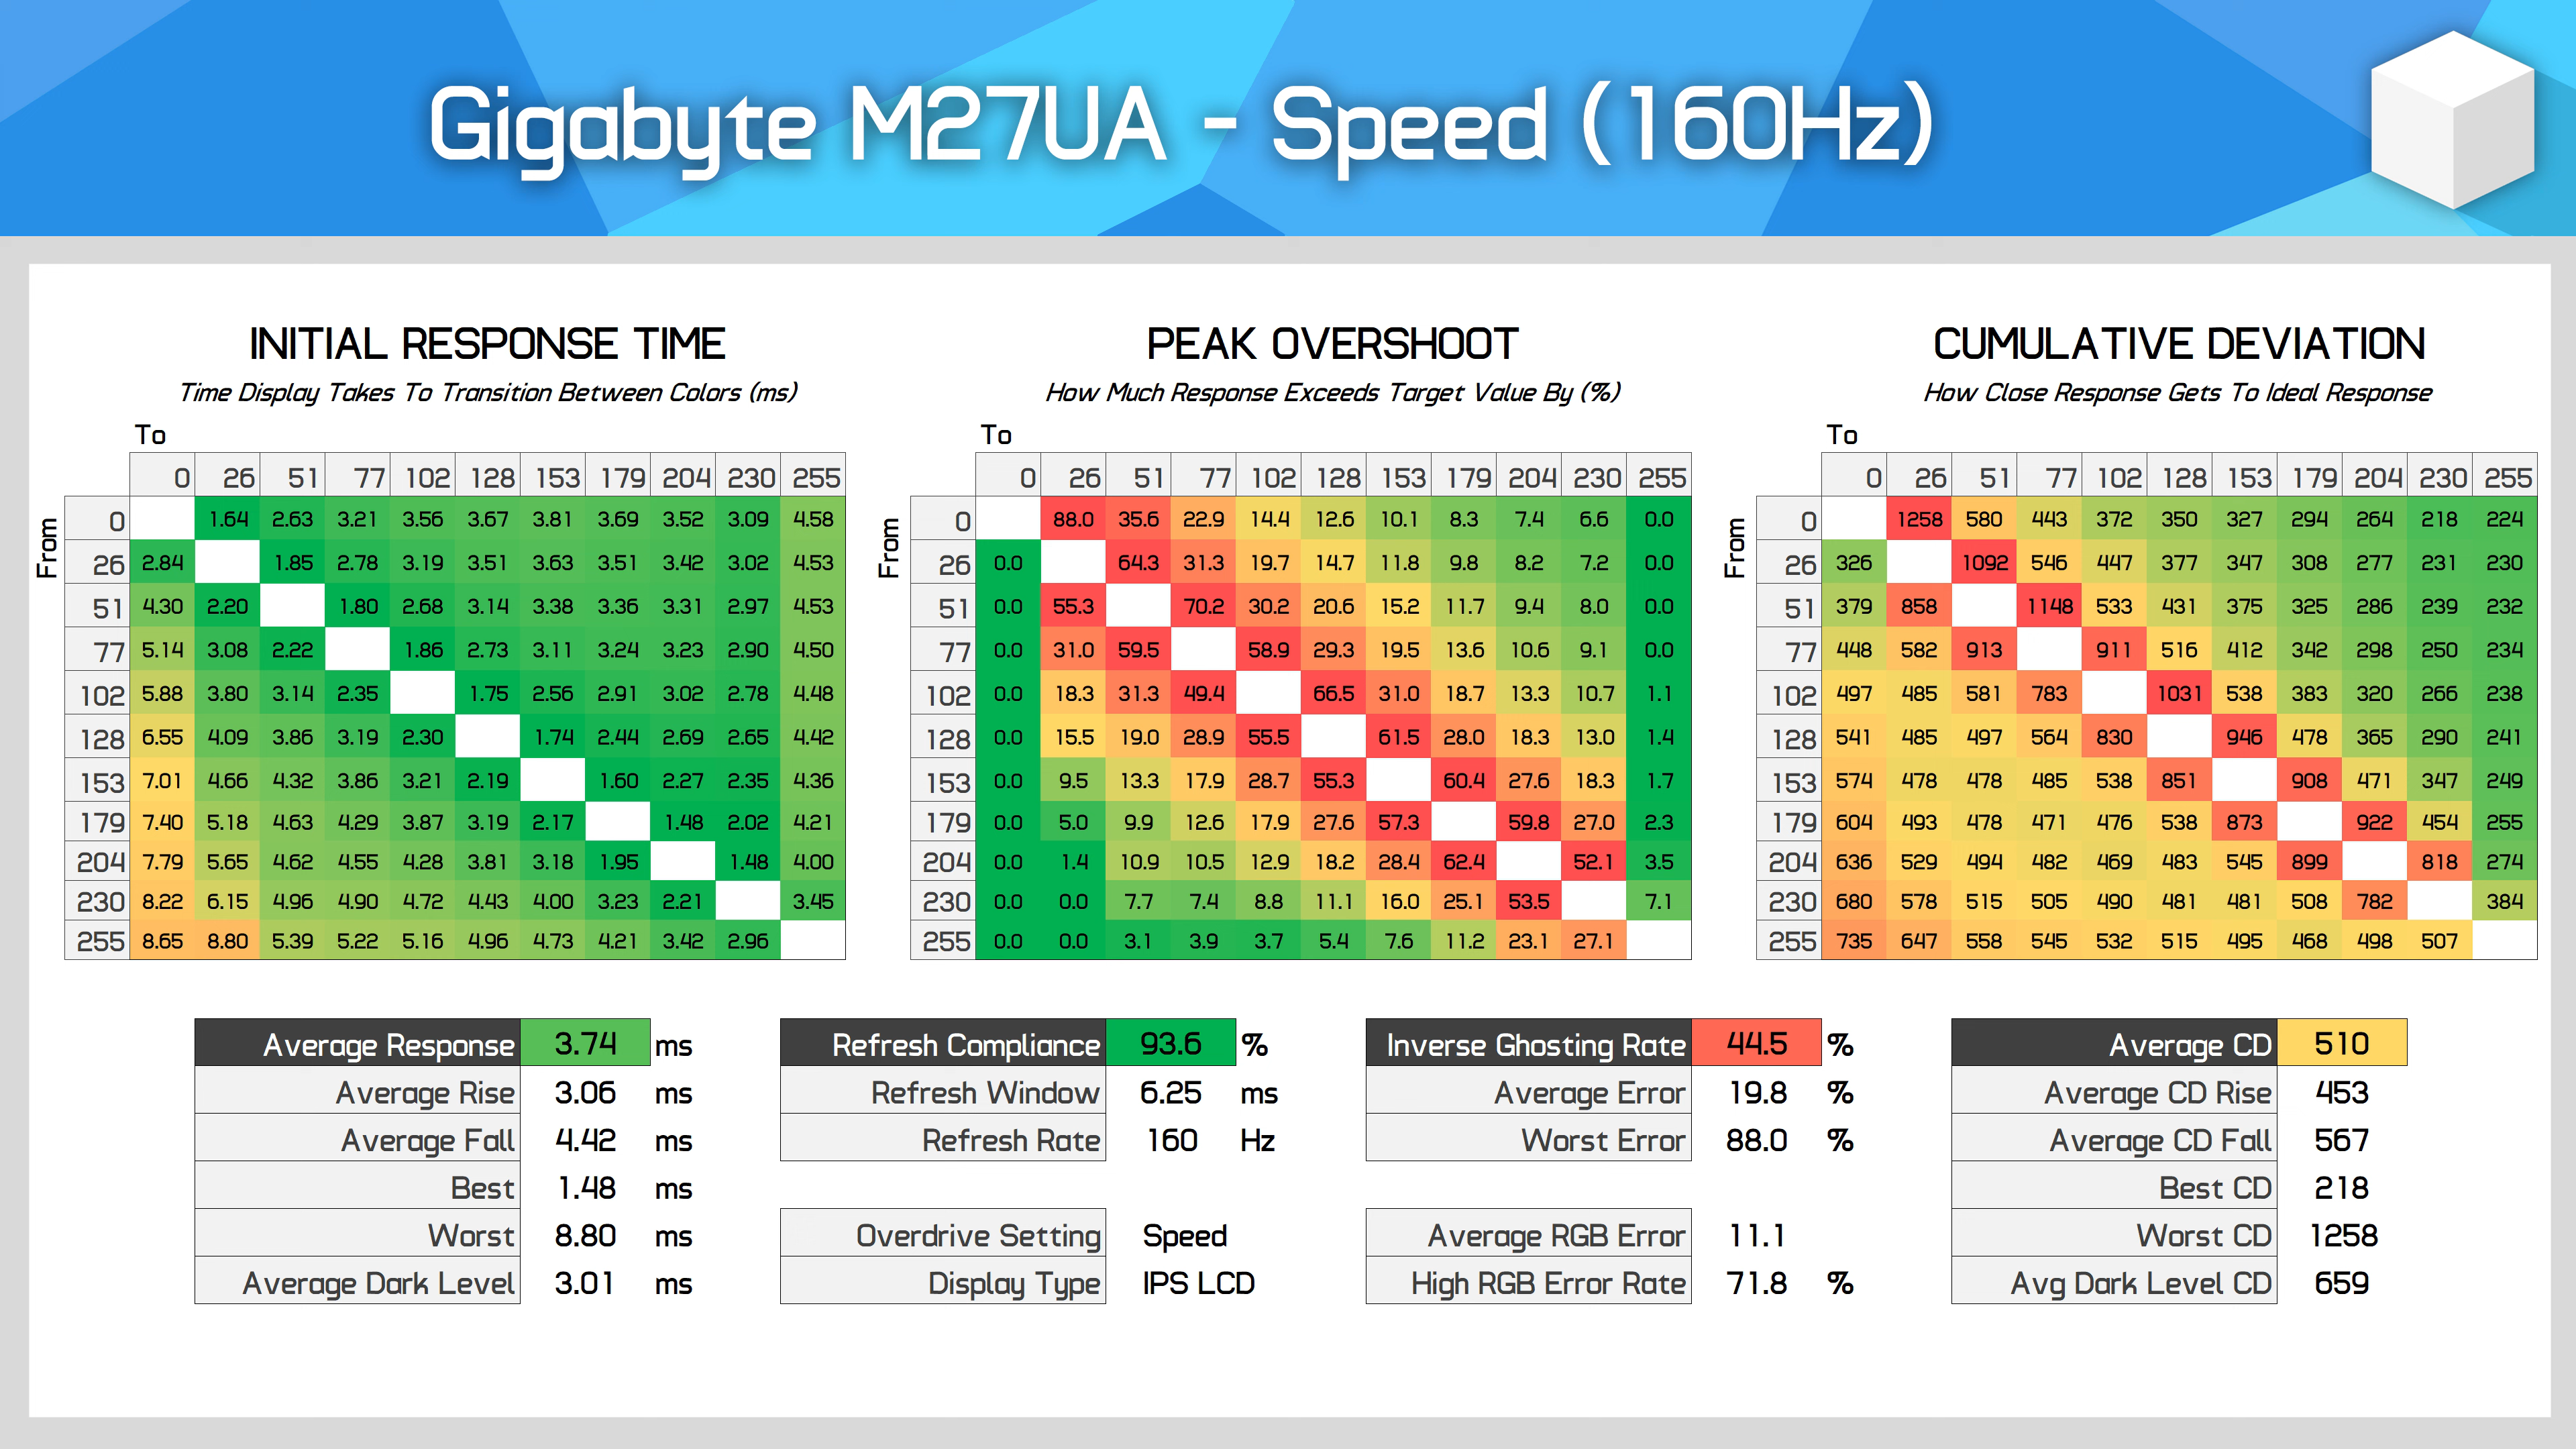 Gigabyte M27UA - Speed (160Hz)
INITIAL RESPONSE TIME
Time Display Takes To Transition Between Colors (ms)
To
0 26 51 77 102 128 153 179 204 230 255
From
0 1.64 2.63 3.21 3.56 3.67 3.81 3.69 3.52 3.09 4.58
26 2.84 1.85 2.78 3.19 3.51 3.63 3.51 3.42 3.02 4.53
51 4.30 2.20 1.80 2.68 3.14 3.38 3.36 3.31 2.97 4.53
77 5.14 3.08 2.22 1.86 2.73 3.11 3.24 3.23 2.90 4.50
102 5.88 3.80 3.14 2.35 1.75 2.56 2.91 3.02 2.78 4.48
128 6.55 4.09 3.86 3.19 2.30 1.74 2.44 2.69 2.65 4.42
153 7.01 4.66 4.32 3.86 3.21 2.19 1.60 2.27 2.35 4.36
179 7.40 5.18 4.63 4.29 3.87 3.19 2.17 1.48 2.02 4.21
204 7.79 5.65 4.62 4.55 4.28 3.81 3.18 1.95 1.48 4.00
230 8.22 6.15 4.96 4.90 4.72 4.43 4.00 3.23 2.21 3.45
255 8.65 8.80 5.39 5.22 5.16 4.96 4.73 4.21 3.42 2.96
PEAK OVERSHOOT
How Much Response Exceeds Target Value By (%)
To
0 26 51 77 102 128 153 179 204 230 255
From
0 88.0 35.6 22.9 14.4 12.6 10.1 8.3 7.4 6.6 0.0
26 0.0 64.3 31.3 19.7 14.7 11.8 9.8 8.2 7.2 0.0
51 0.0 55.3 70.2 30.2 20.6 15.2 11.7 9.4 8.0 0.0
77 0.0 31.0 59.5 58.9 29.3 19.5 13.6 10.6 9.1 0.0
102 0.0 18.3 31.3 49.4 66.5 31.0 18.7 13.3 10.7 1.1
128 0.0 15.5 19.0 28.9 55.5 61.5 28.0 18.3 13.0 1.4
153 0.0 9.5 13.3 17.9 28.7 55.3 60.4 27.6 18.3 1.7
179 0.0 5.0 9.9 12.6 17.9 27.6 57.3 59.8 27.0 2.3
204 0.0 1.4 10.9 10.5 12.9 18.2 28.4 62.4 52.1 3.5
230 0.0 0.0 7.7 7.4 8.8 11.1 16.0 25.1 53.5 7.1
255 0.0 0.0 3.1 3.9 3.7 5.4 7.6 11.2 23.1 27.1
CUMULATIVE DEVIATION
How Close Response Gets To Ideal Response
To
0 26 51 77 102 128 153 179 204 230 255
From
0 1258 580 443 372 350 327 294 264 218 224
26 326 1092 546 447 377 347 308 277 231 230
51 379 858 1148 533 431 375 325 286 239 232
77 448 582 913 911 516 412 342 298 250 234
102 497 485 581 783 1031 538 383 320 266 238
128 541 485 497 564 830 946 478 365 290 241
153 574 478 478 485 538 851 908 471 347 249
179 604 493 478 471 476 538 873 922 454 255
204 636 529 494 482 469 483 545 899 818 274
230 680 578 515 505 490 481 481 508 782 384
255 735 647 558 545 532 515 495 468 498 507
Average Response 3.74 ms
Average Rise 3.06 ms
Average Fall 4.42 ms
Best 1.48 ms
Worst 8.80 ms
Average Dark Level 3.01 ms
Refresh Compliance 93.6 %
Refresh Window 6.25 ms
Refresh Rate 160 Hz
Overdrive Setting Speed
Display Type IPS LCD
Inverse Ghosting Rate 44.5 %
Average Error 19.8 %
Worst Error 88.0 %
Average RGB Error 11.1
High RGB Error Rate 71.8 %
Average CD 510
Average CD Rise 453
Average CD Fall 567
Best CD 218
Worst CD 1258
Avg Dark Level CD 659